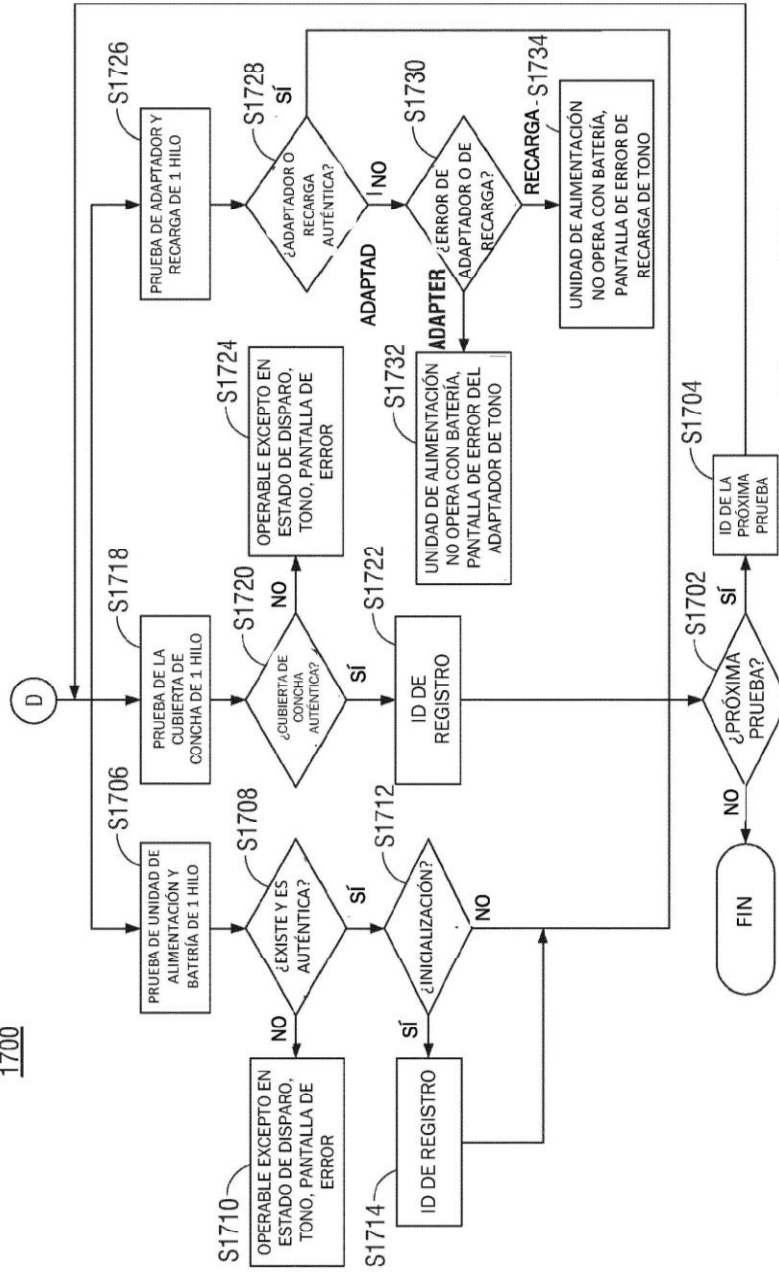 1700
D
S1706
PRUEBA DE UNIDAD DE
ALIMENTACIÓN Y
BATERÍA DE 1 HILO
S1708
¿EXISTE Y ES
AUTÉNTICA?
NO
SÍ
S1710
OPERABLE EXCEPTO EN
ESTADO DE DISPARO,
TONO, PANTALLA DE
ERROR
S1712
¿INICIALIZACIÓN?
SÍ
NO
S1714
ID DE REGISTRO
S1718
PRUEBA DE LA
CUBIERTA DE
CONCHA DE 1 HILO
S1720
¿CUBIERTA DE
CONCHA
AUTÉNTICA?
NO
SÍ
S1724
OPERABLE EXCEPTO EN
ESTADO DE DISPARO,
TONO, PANTALLA DE
ERROR
S1722
ID DE
REGISTRO
S1726
PRUEBA DE ADAPTADOR Y
RECARGA DE 1 HILO
S1728
¿ADAPTADOR O
RECARGA
AUTÉNTICA?
SÍ
NO
ADAPTAD
S1730
¿ERROR DE
ADAPTADOR O DE
RECARGA?
ADAPTER
RECARGA
S1732
UNIDAD DE ALIMENTACIÓN
NO OPERA CON BATERÍA,
PANTALLA DE ERROR DEL
ADAPTADOR DE TONO
S1734
UNIDAD DE ALIMENTACIÓN
NO OPERA CON BATERÍA,
PANTALLA DE ERROR DE
RECARGA DE TONO
S1702
¿PRÓXIMA
PRUEBA?
NO
SÍ
S1704
ID DE LA
PRÓXIMA
PRUEBA
FIN